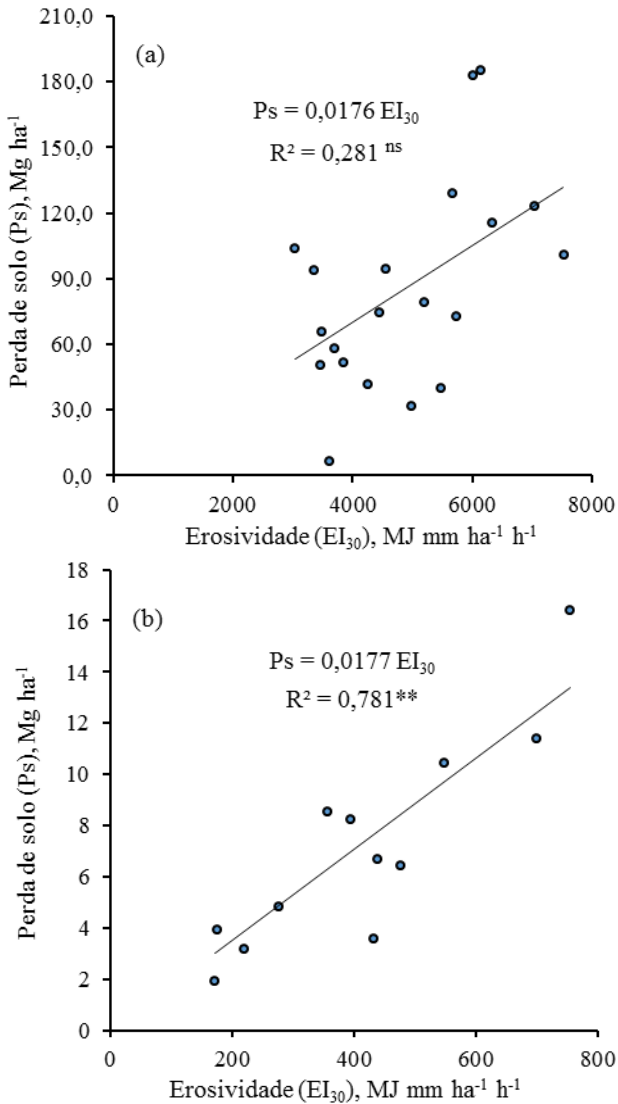 210,0
(a)
180,0
Ps = 0,0176 EI₃₀
150,0
R² = 0,281 ⁿˢ
120,0
90,0
60,0
30,0
0,0
Perda de solo (Ps), Mg ha⁻¹
0 2000 4000 6000 8000
Erosividade (EI₃₀), MJ mm ha⁻¹ h⁻¹
18
(b)
16
Ps = 0,0177 EI₃₀
14
R² = 0,781**
12
10
8
6
4
2
0
Perda de solo (Ps), Mg ha⁻¹
0 200 400 600 800
Erosividade (EI₃₀), MJ mm ha⁻¹ h⁻¹